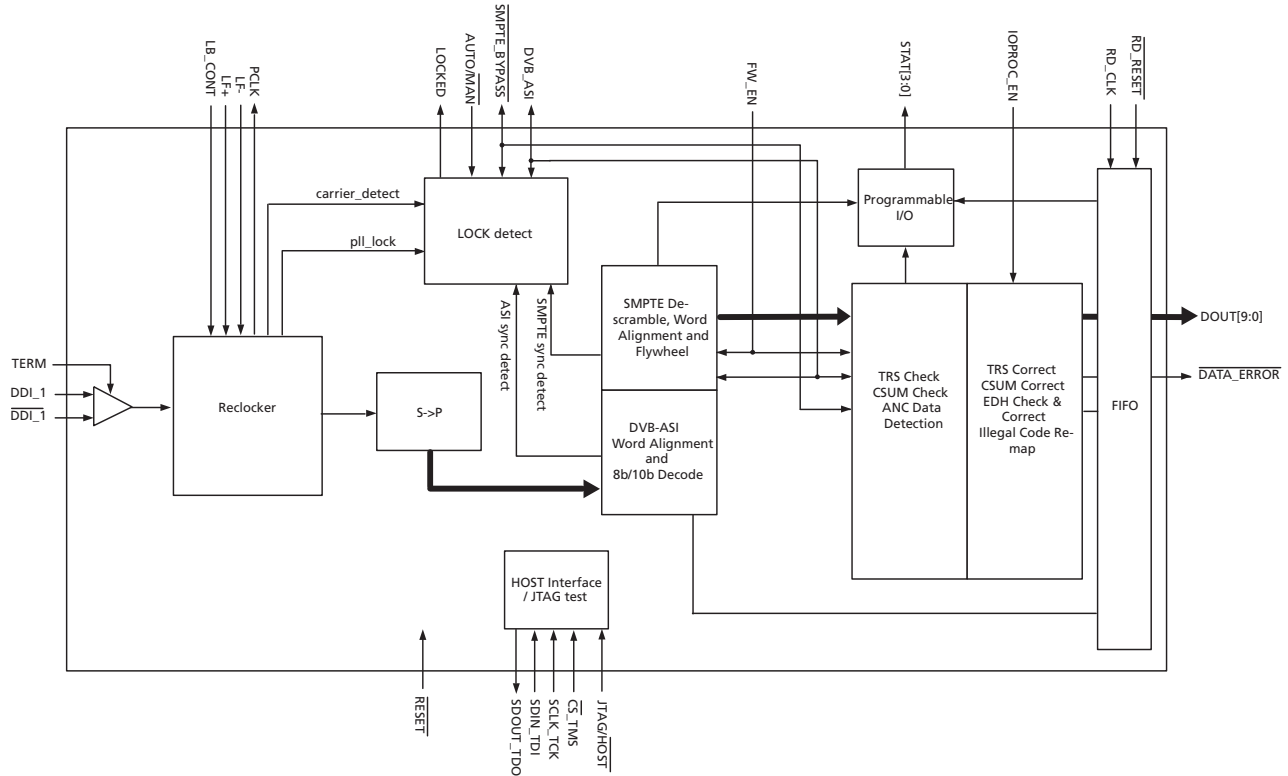 LB_CONT
LF+
LF-
PCLK
LOCKED
AUTO/MAN
SMPTE_BYPASS
DVB_ASI
FW_EN
STAT[3:0]
IOPROC_EN
RD_CLK
RD_RESET
carrier_detect
pll_lock
LOCK detect
Programmable
I/O
ASI sync detect
SMPTE sync detect
SMPTE De-
scramble, Word
Alignment and
Flywheel
DOUT[9:0]
TERM
DDI_1
DDI_1
Reclocker
S->P
DVB-ASI
Word Alignment
and
8b/10b Decode
TRS Check
CSUM Check
ANC Data
Detection
TRS Correct
CSUM Correct
EDH Check &
Correct
Illegal Code Re-
map
FIFO
DATA_ERROR
HOST Interface
/ JTAG test
RESET
SDOUT_TDO
SDIN_TDI
SCLK_TCK
CS_TMS
JTAG/HOST